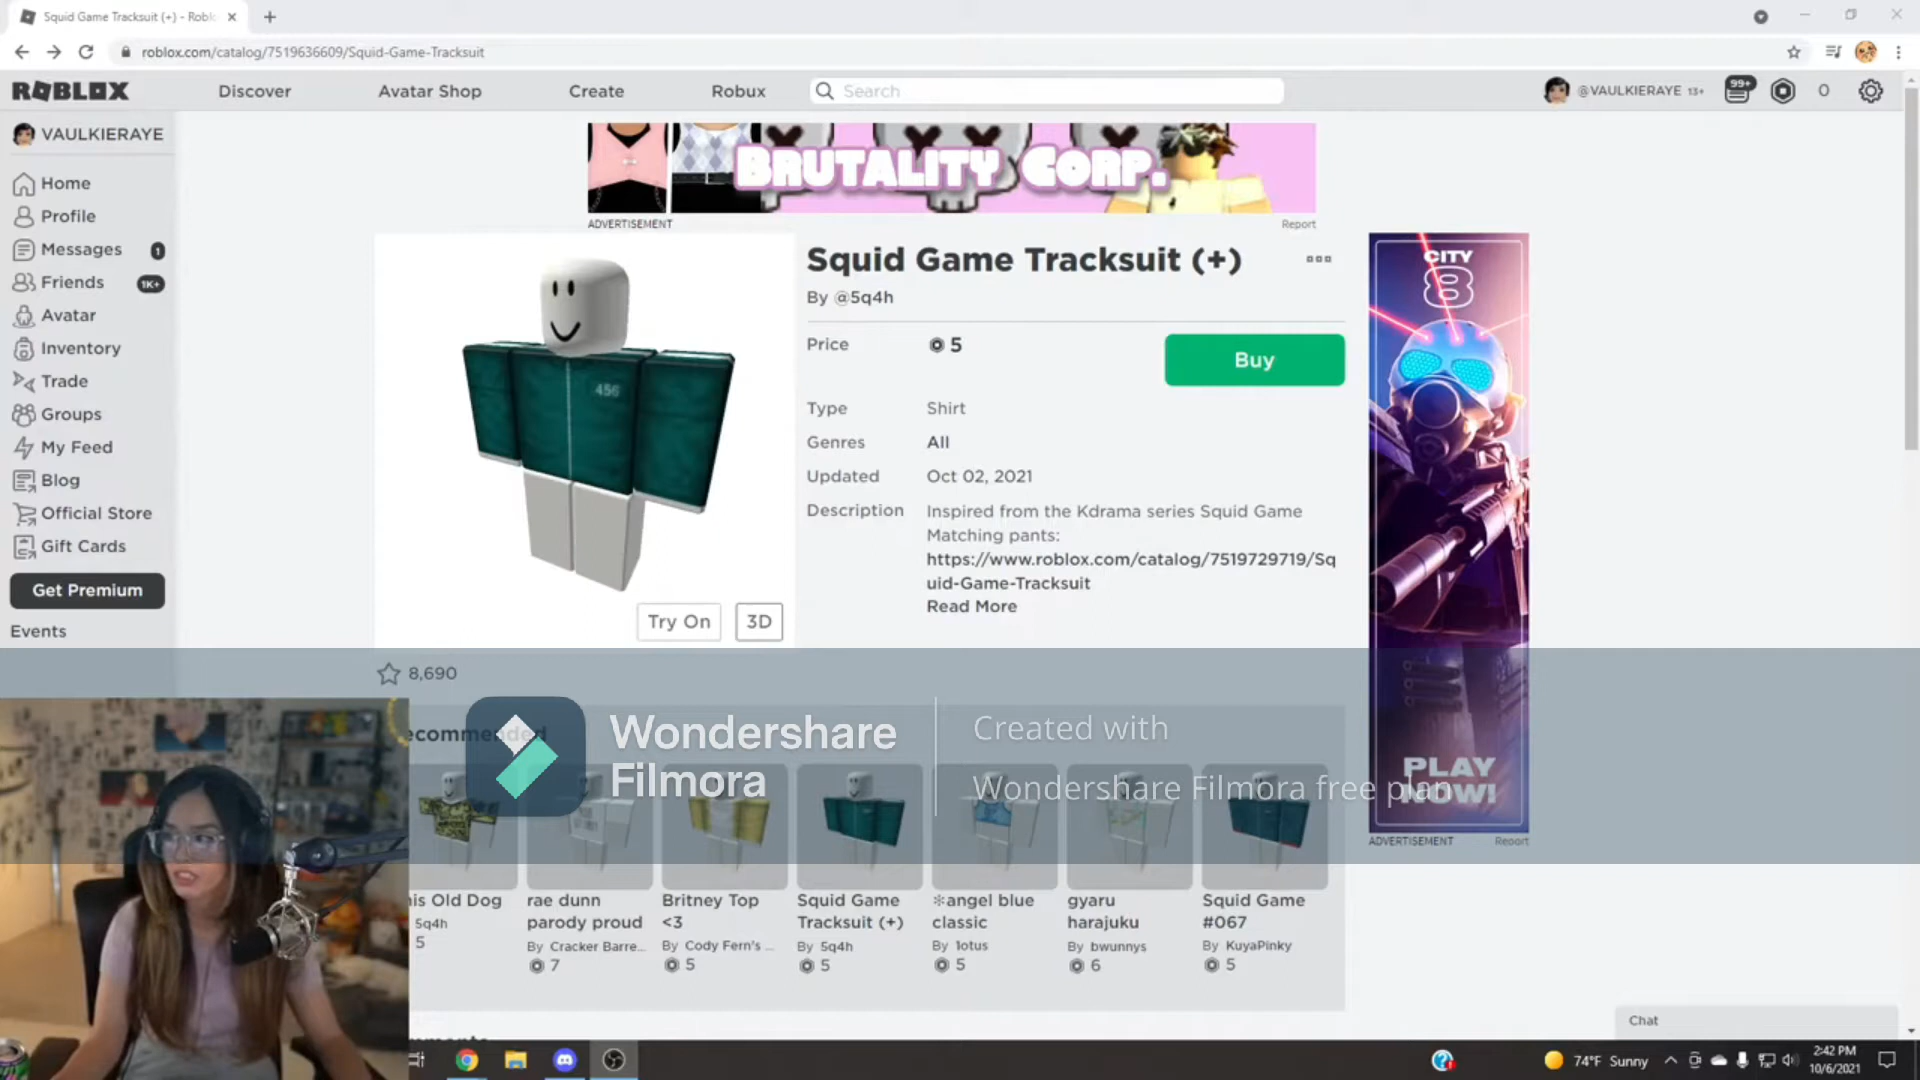 Squid Game Tracksuit (+) - Robl
roblox.com/catalog/7519636609/Squid-Game-Tracksuit
ROBLOX
Discover
Avatar Shop
Create
Robux
Search
@VAULKIERAYE 13+
99+
0
VAULKIERAYE
Home
Profile
Messages 1
Friends 1K+
Avatar
Inventory
Trade
Groups
My Feed
Blog
Official Store
Gift Cards
Get Premium
Events
BRUTALITY CORP.
ADVERTISEMENT
Report
456
Try On
3D
Squid Game Tracksuit (+)
By @5q4h
Price 5
Buy
Type Shirt
Genres All
Updated Oct 02, 2021
Description Inspired from the Kdrama series Squid Game
Matching pants:
https://www.roblox.com/catalog/7519729719/Sq
uid-Game-Tracksuit
Read More
CITY
8
PLAY
NOW!
ADVERTISEMENT
Report
8,690
ecommended
Wondershare
Filmora
Created with
Wondershare Filmora free plan
is Old Dog
5q4h
5
rae dunn
parody proud
By Cracker Barre...
7
Britney Top
<3
By Cody Fern's ...
5
Squid Game
Tracksuit (+)
By 5q4h
5
✻angel blue
classic
By 1otus
5
gyaru
harajuku
By bwunnys
6
Squid Game
#067
By KuyaPinky
5
Chat
74°F Sunny
2:42 PM
10/6/2021